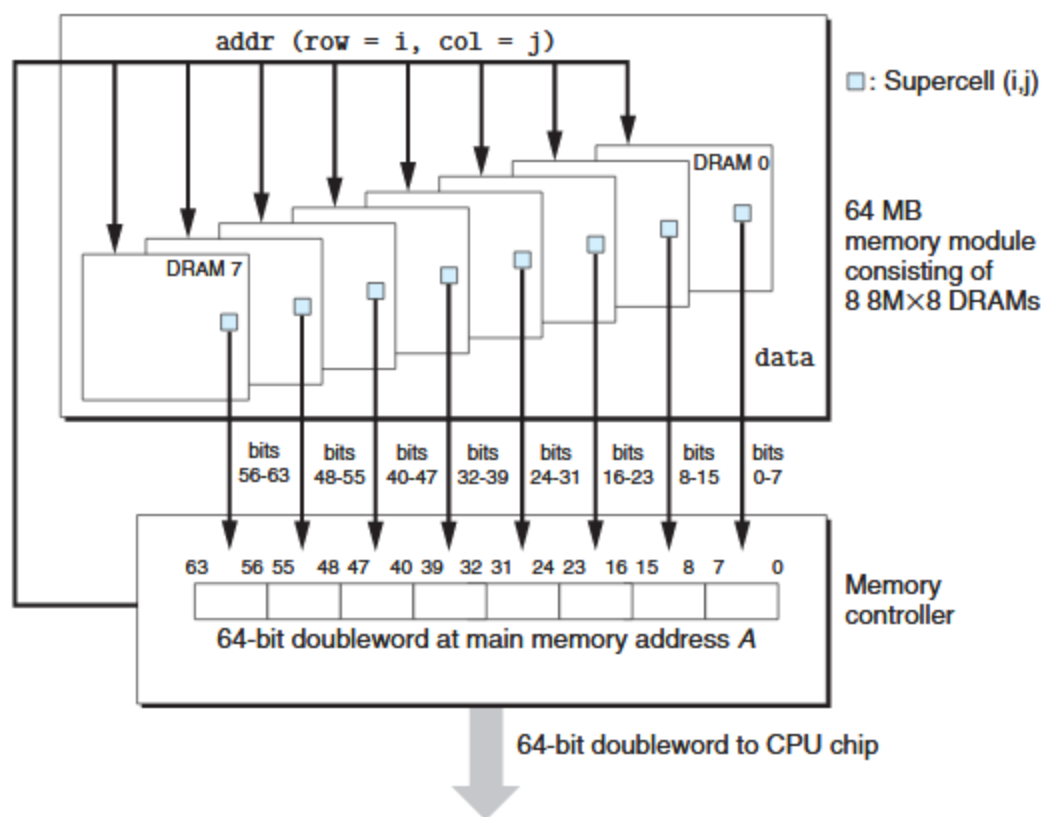 addr (row = i, col = j)
: Supercell (i,j)
DRAM 0
64 MB
memory module
consisting of
8 8M×8 DRAMs
DRAM 7
data
bits
56-63
bits
48-55
bits
40-47
bits
32-39
bits
24-31
bits
16-23
bits
8-15
bits
0-7
63 56 55 48 47 40 39 32 31 24 23 16 15 8 7 0
64-bit doubleword at main memory address A
Memory
controller
64-bit doubleword to CPU chip